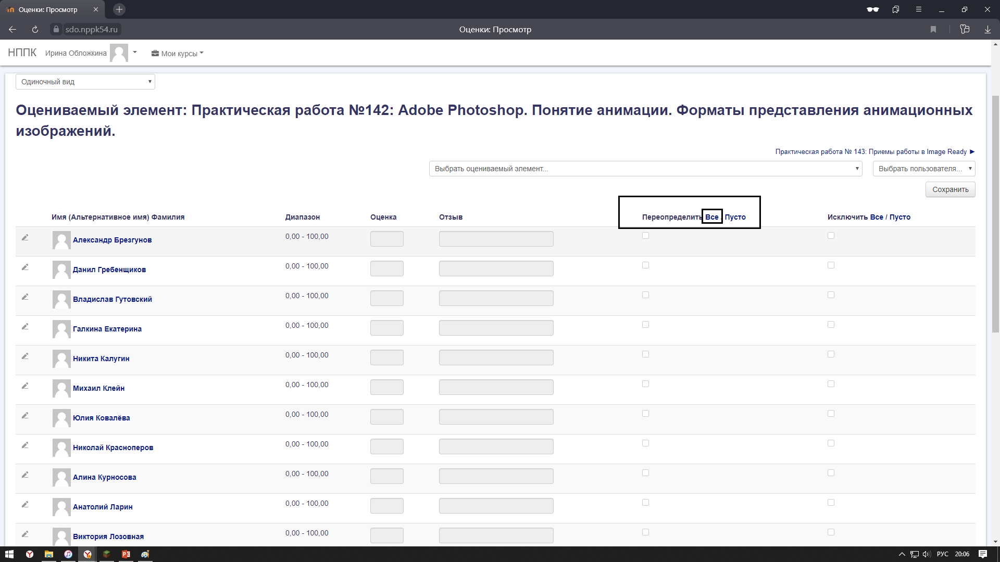 Оценки: Просмотр
sdo.nppk54.ru
Оценки: Просмотр
НППК Ирина Обложкина Мои курсы
Одиночный вид
Оцениваемый элемент: Практическая работа №142: Adobe Photoshop. Понятие анимации. Форматы представления анимационных
изображений.
Практическая работа № 143: Приемы работы в Image Ready ►
Выбрать оцениваемый элемент... Выбрать пользователя...
Сохранить
Имя (Альтернативное имя) Фамилия Диапазон Оценка Отзыв Переопределить Все / Пусто Исключить Все / Пусто
Александр Брезгунов 0,00 - 100,00
Данил Гребенщиков 0,00 - 100,00
Владислав Гутовский 0,00 - 100,00
Галкина Екатерина 0,00 - 100,00
Никита Калугин 0,00 - 100,00
Михаил Клейн 0,00 - 100,00
Юлия Ковалёва 0,00 - 100,00
Николай Красноперов 0,00 - 100,00
Алина Курносова 0,00 - 100,00
Анатолий Ларин 0,00 - 100,00
Виктория Лозовная 0,00 - 100,00
РУС 20:06